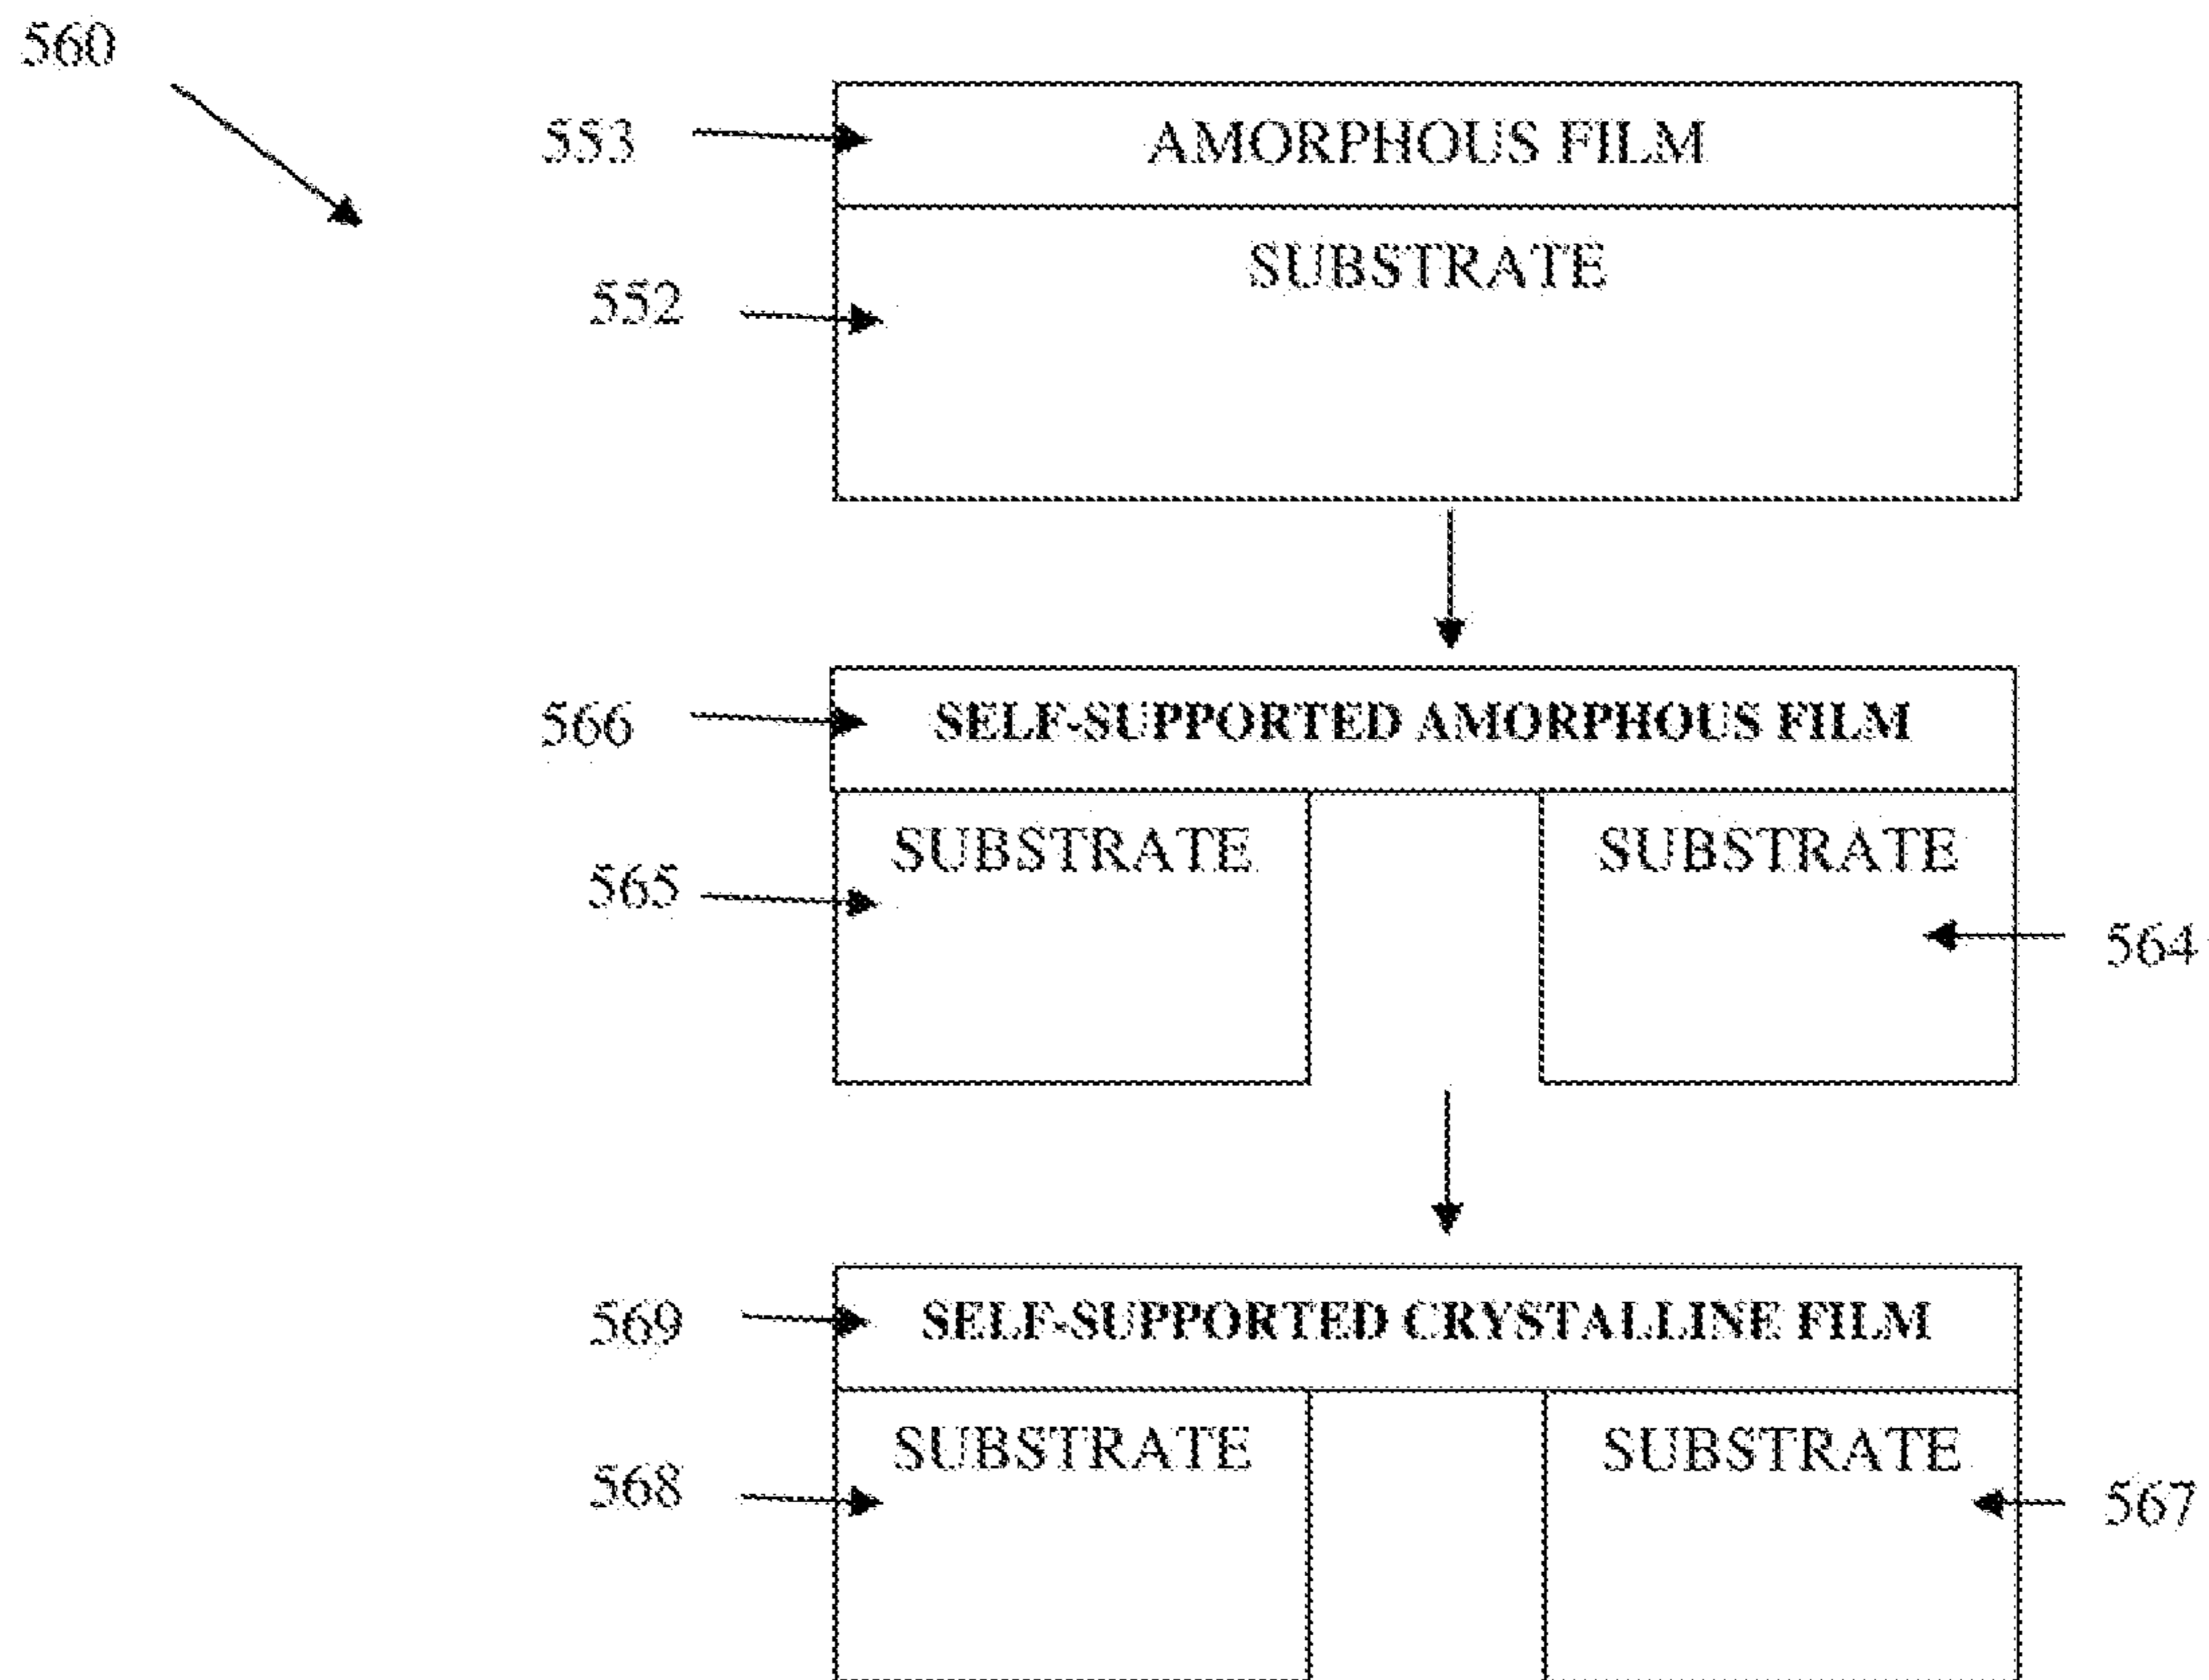 560
553 AMORPHOUS FILM
SUBSTRATE
552
566 SELF-SUPPORTED AMORPHOUS FILM
SUBSTRATE SUBSTRATE
565
564
569 SELF-SUPPORTED CRYSTALLINE FILM
SUBSTRATE SUBSTRATE
568 567